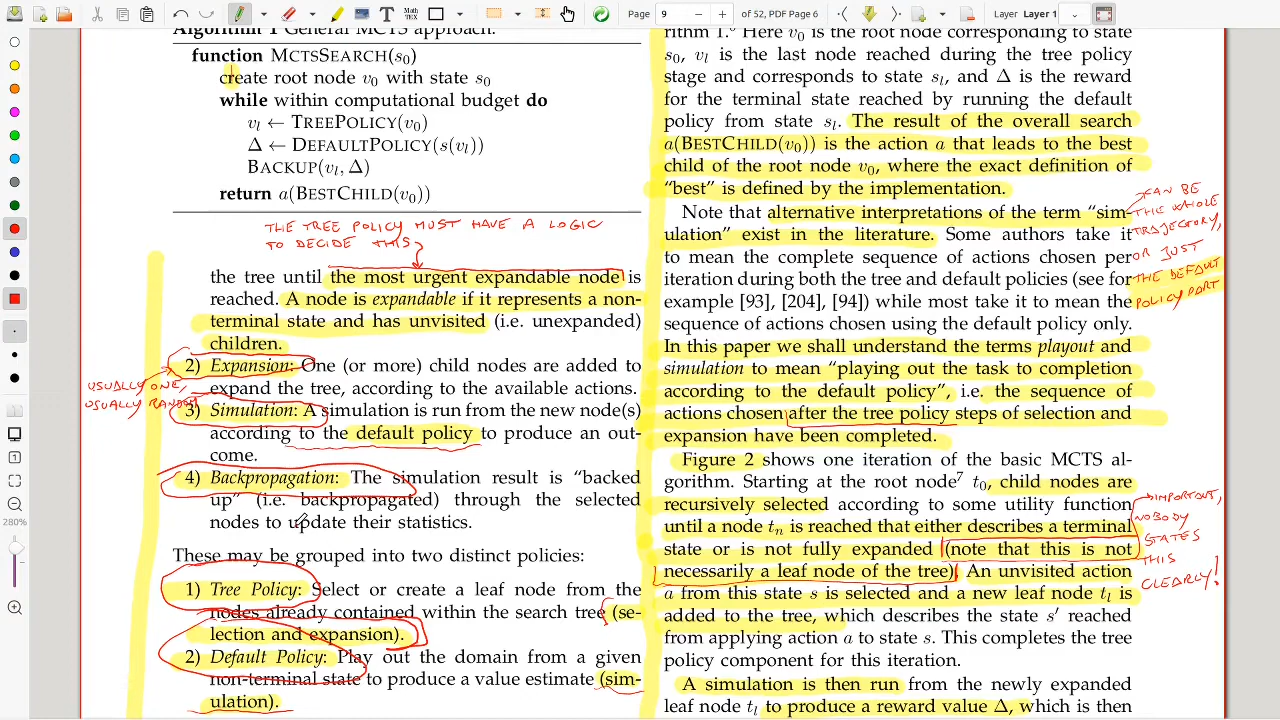 Page 9 of 52, PDF Page 6 Layer Layer 1
TEXT
Math
TEX
280%
Algorithm 1 General MCTS approach.
function MCTSSEARCH(s0)
create root node v0 with state s0
while within computational budget do
vl ← TREEPOLICY(v0)
Δ ← DEFAULTPOLICY(s(vl))
BACKUP(vl, Δ)
return a(BESTCHILD(v0))
THE TREE POLICY MUST HAVE A LOGIC
TO DECIDE THIS
the tree until the most urgent expandable node is
reached. A node is expandable if it represents a non-
terminal state and has unvisited (i.e. unexpanded)
children.
2) Expansion: One (or more) child nodes are added to
expand the tree, according to the available actions.
USUALLY ONE,
USUALLY RANDOM
3) Simulation: A simulation is run from the new node(s)
according to the default policy to produce an out-
come.
4) Backpropagation: The simulation result is “backed
up” (i.e. backpropagated) through the selected
nodes to update their statistics.
These may be grouped into two distinct policies:
1) Tree Policy: Select or create a leaf node from the
nodes already contained within the search tree (se-
lection and expansion).
2) Default Policy: Play out the domain from a given
non-terminal state to produce a value estimate (sim-
ulation).
rithm 1.6 Here v0 is the root node corresponding to state
s0, vl is the last node reached during the tree policy
stage and corresponds to state sl, and Δ is the reward
for the terminal state reached by running the default
policy from state sl. The result of the overall search
a(BESTCHILD(v0)) is the action a that leads to the best
child of the root node v0, where the exact definition of
“best” is defined by the implementation.
Note that alternative interpretations of the term “sim-
ulation” exist in the literature. Some authors take it
to mean the complete sequence of actions chosen per
iteration during both the tree and default policies (see for
example [93], [204], [94]) while most take it to mean the
sequence of actions chosen using the default policy only.
In this paper we shall understand the terms playout and
simulation to mean “playing out the task to completion
according to the default policy”, i.e. the sequence of
actions chosen after the tree policy steps of selection and
expansion have been completed.
CAN BE
THE WHOLE
TRAJECTORY,
OR JUST
THE DEFAULT
POLICY PART
Figure 2 shows one iteration of the basic MCTS al-
gorithm. Starting at the root node7 t0, child nodes are
recursively selected according to some utility function
until a node tn is reached that either describes a terminal
state or is not fully expanded (note that this is not
necessarily a leaf node of the tree). An unvisited action
a from this state s is selected and a new leaf node tl is
added to the tree, which describes the state s′ reached
from applying action a to state s. This completes the tree
policy component for this iteration.
IMPORTANT,
NOBODY
STATES
THIS
CLEARLY!
A simulation is then run from the newly expanded
leaf node tl to produce a reward value Δ, which is then